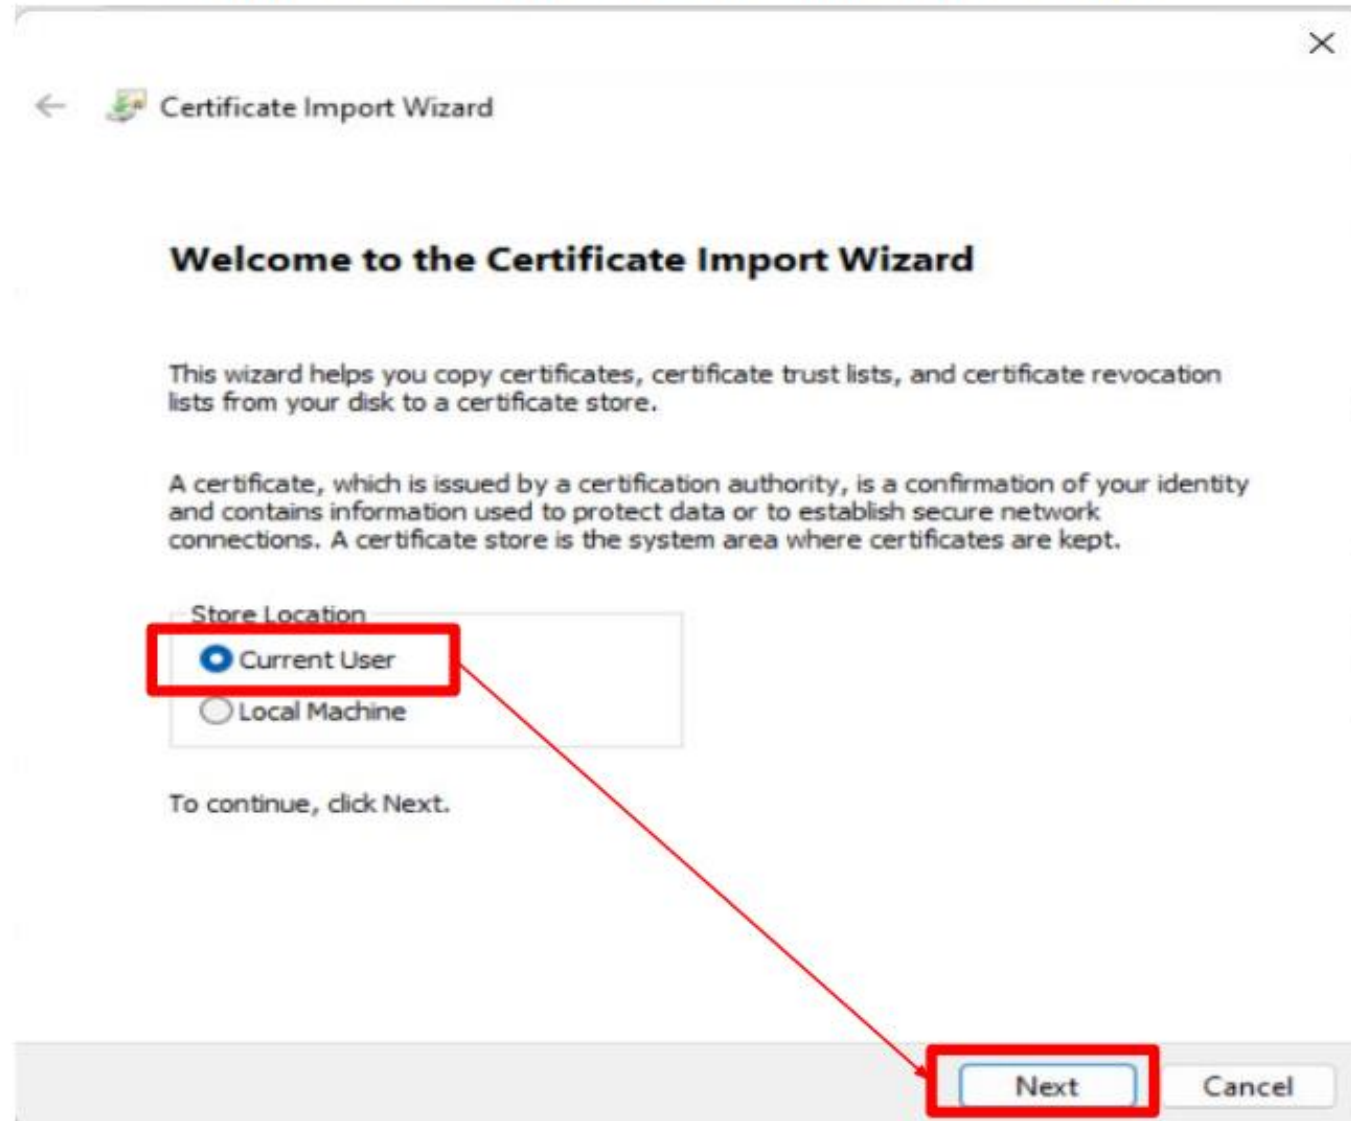 Certificate Import Wizard
Welcome to the Certificate Import Wizard
This wizard helps you copy certificates, certificate trust lists, and certificate revocation
lists from your disk to a certificate store.
A certificate, which is issued by a certification authority, is a confirmation of your identity
and contains information used to protect data or to establish secure network
connections. A certificate store is the system area where certificates are kept.
Store Location
Current User
Local Machine
To continue, click Next.
Next
Cancel